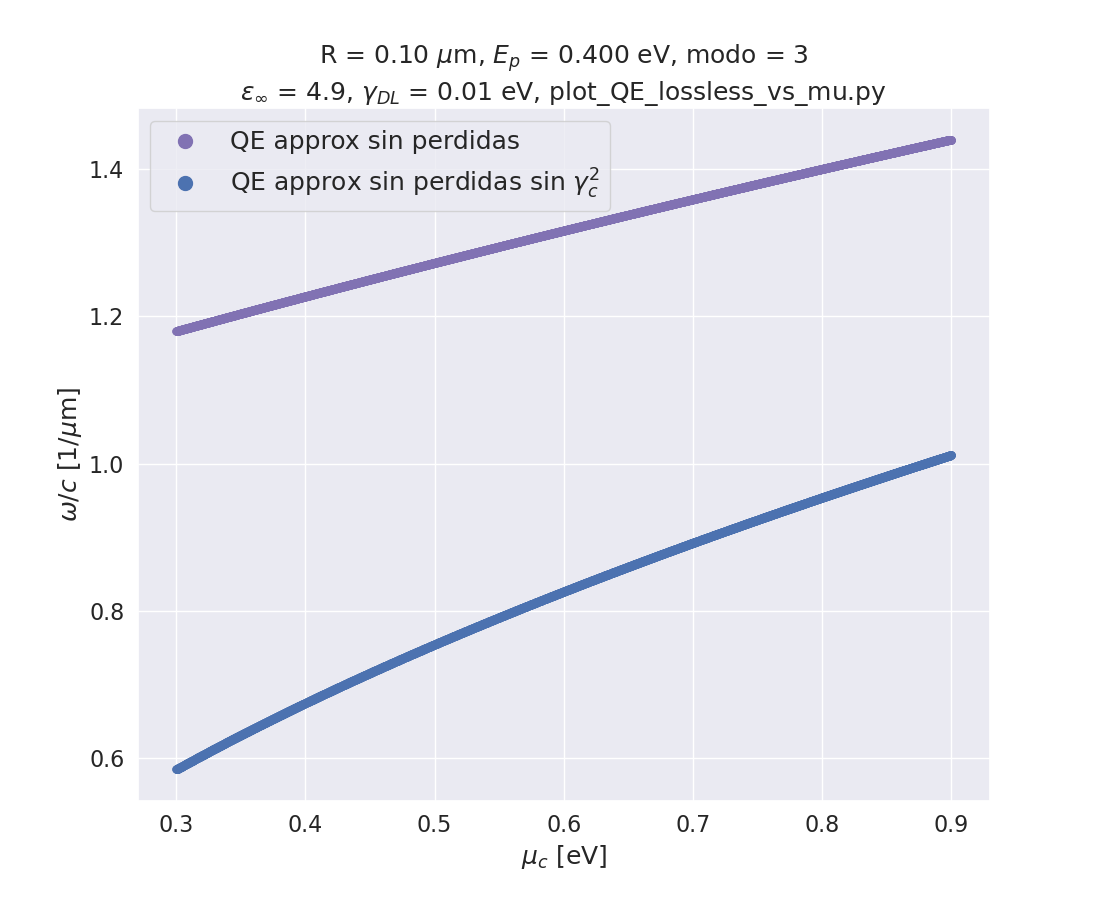 R = 0.10 μm, E_p = 0.400 eV, modo = 3
ε_∞ = 4.9, γ_DL = 0.01 eV, plot_QE_lossless_vs_mu.py
QE approx sin perdidas
QE approx sin perdidas sin γ_c^2
1.4
1.2
1.0
0.8
0.6
ω/c [1/μm]
0.3 0.4 0.5 0.6 0.7 0.8 0.9
μ_c [eV]